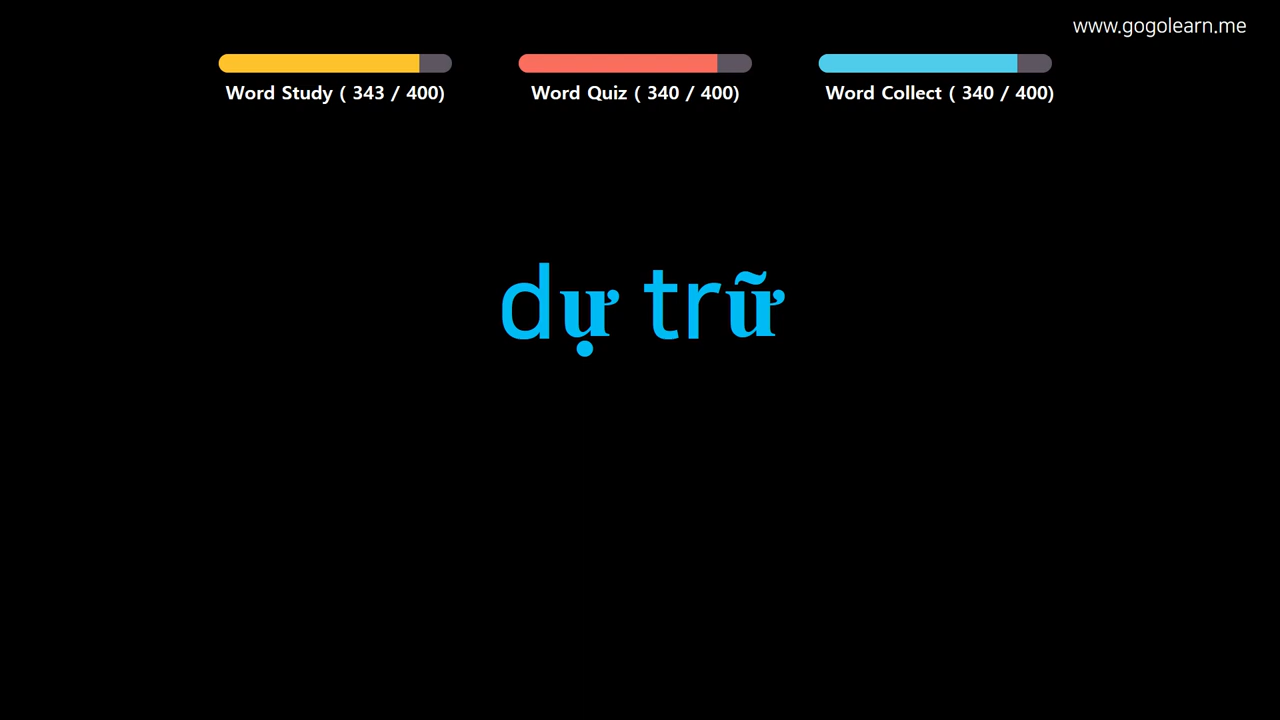 www.gogolearn.me
Word Study ( 343 / 400)
Word Quiz ( 340 / 400)
Word Collect ( 340 / 400)
dự trữ